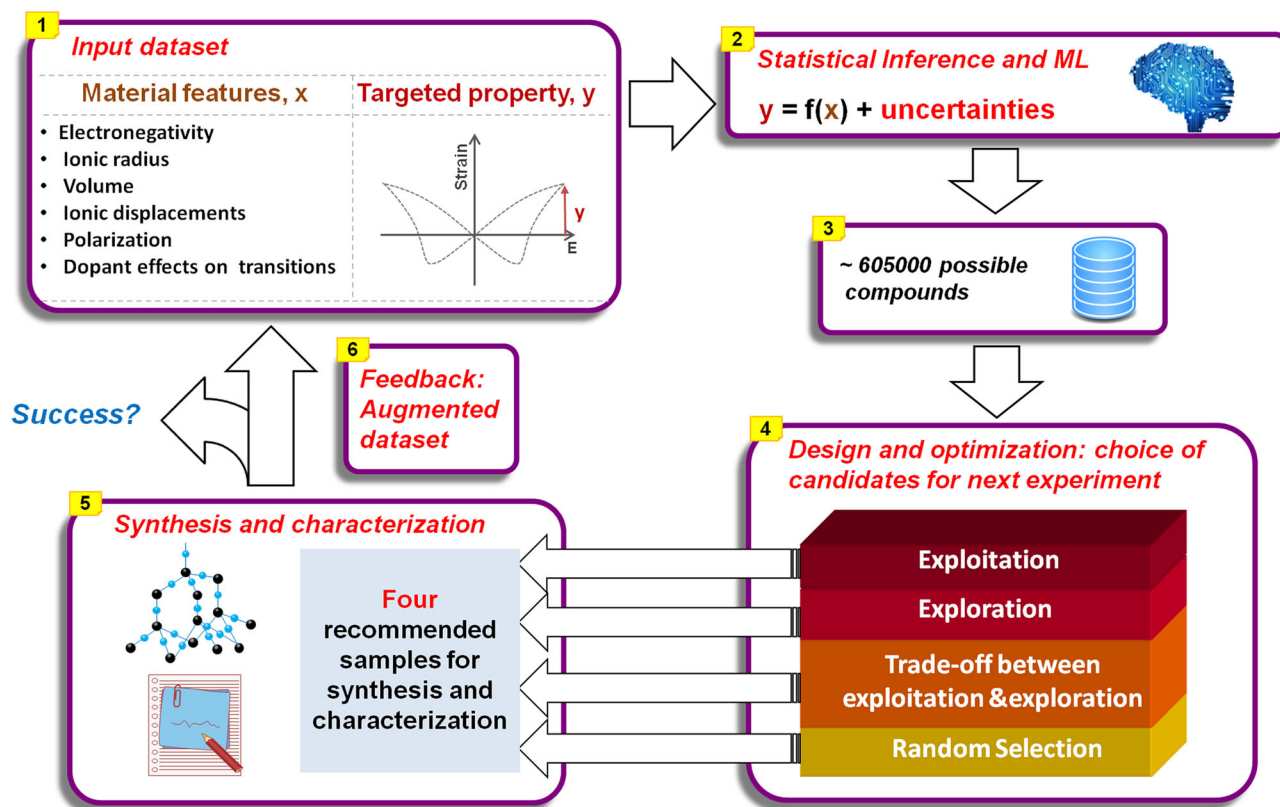 1
Input dataset
Material features, x
Targeted property, y
• Electronegativity
• Ionic radius
• Volume
• Ionic displacements
• Polarization
• Dopant effects on transitions
Strain
y
E
2
Statistical Inference and ML
y = f(x) + uncertainties
3
~ 605000 possible
compounds
4
Design and optimization: choice of
candidates for next experiment
Exploitation
Exploration
Trade-off between
exploitation &exploration
Random Selection
5
Synthesis and characterization
Four
recommended
samples for
synthesis and
characterization
6
Feedback:
Augmented
dataset
Success?